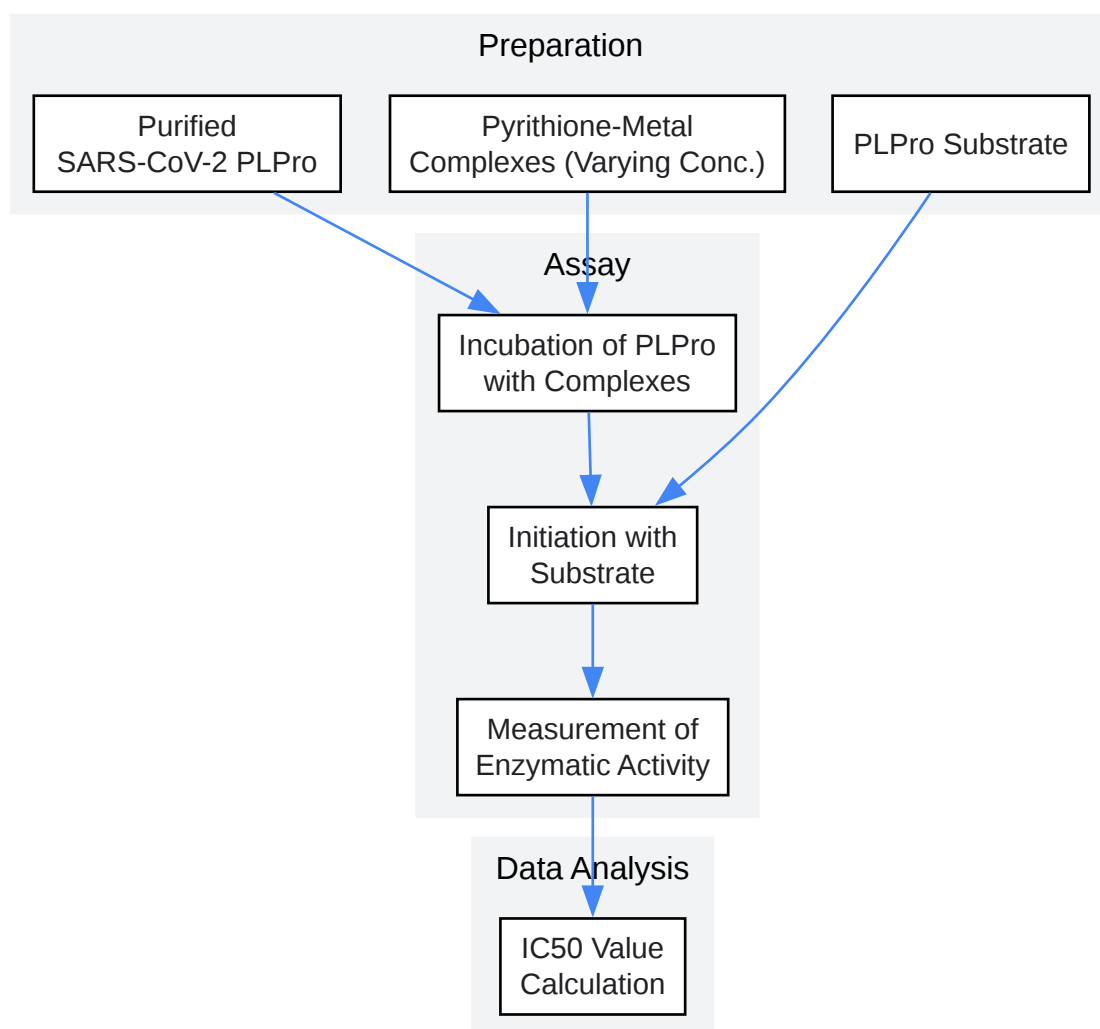 Preparation
Purified
SARS-CoV-2 PLPro
Pyrithione-Metal
Complexes (Varying Conc.)
PLPro Substrate
Assay
Incubation of PLPro
with Complexes
Initiation with
Substrate
Measurement of
Enzymatic Activity
Data Analysis
IC50 Value
Calculation